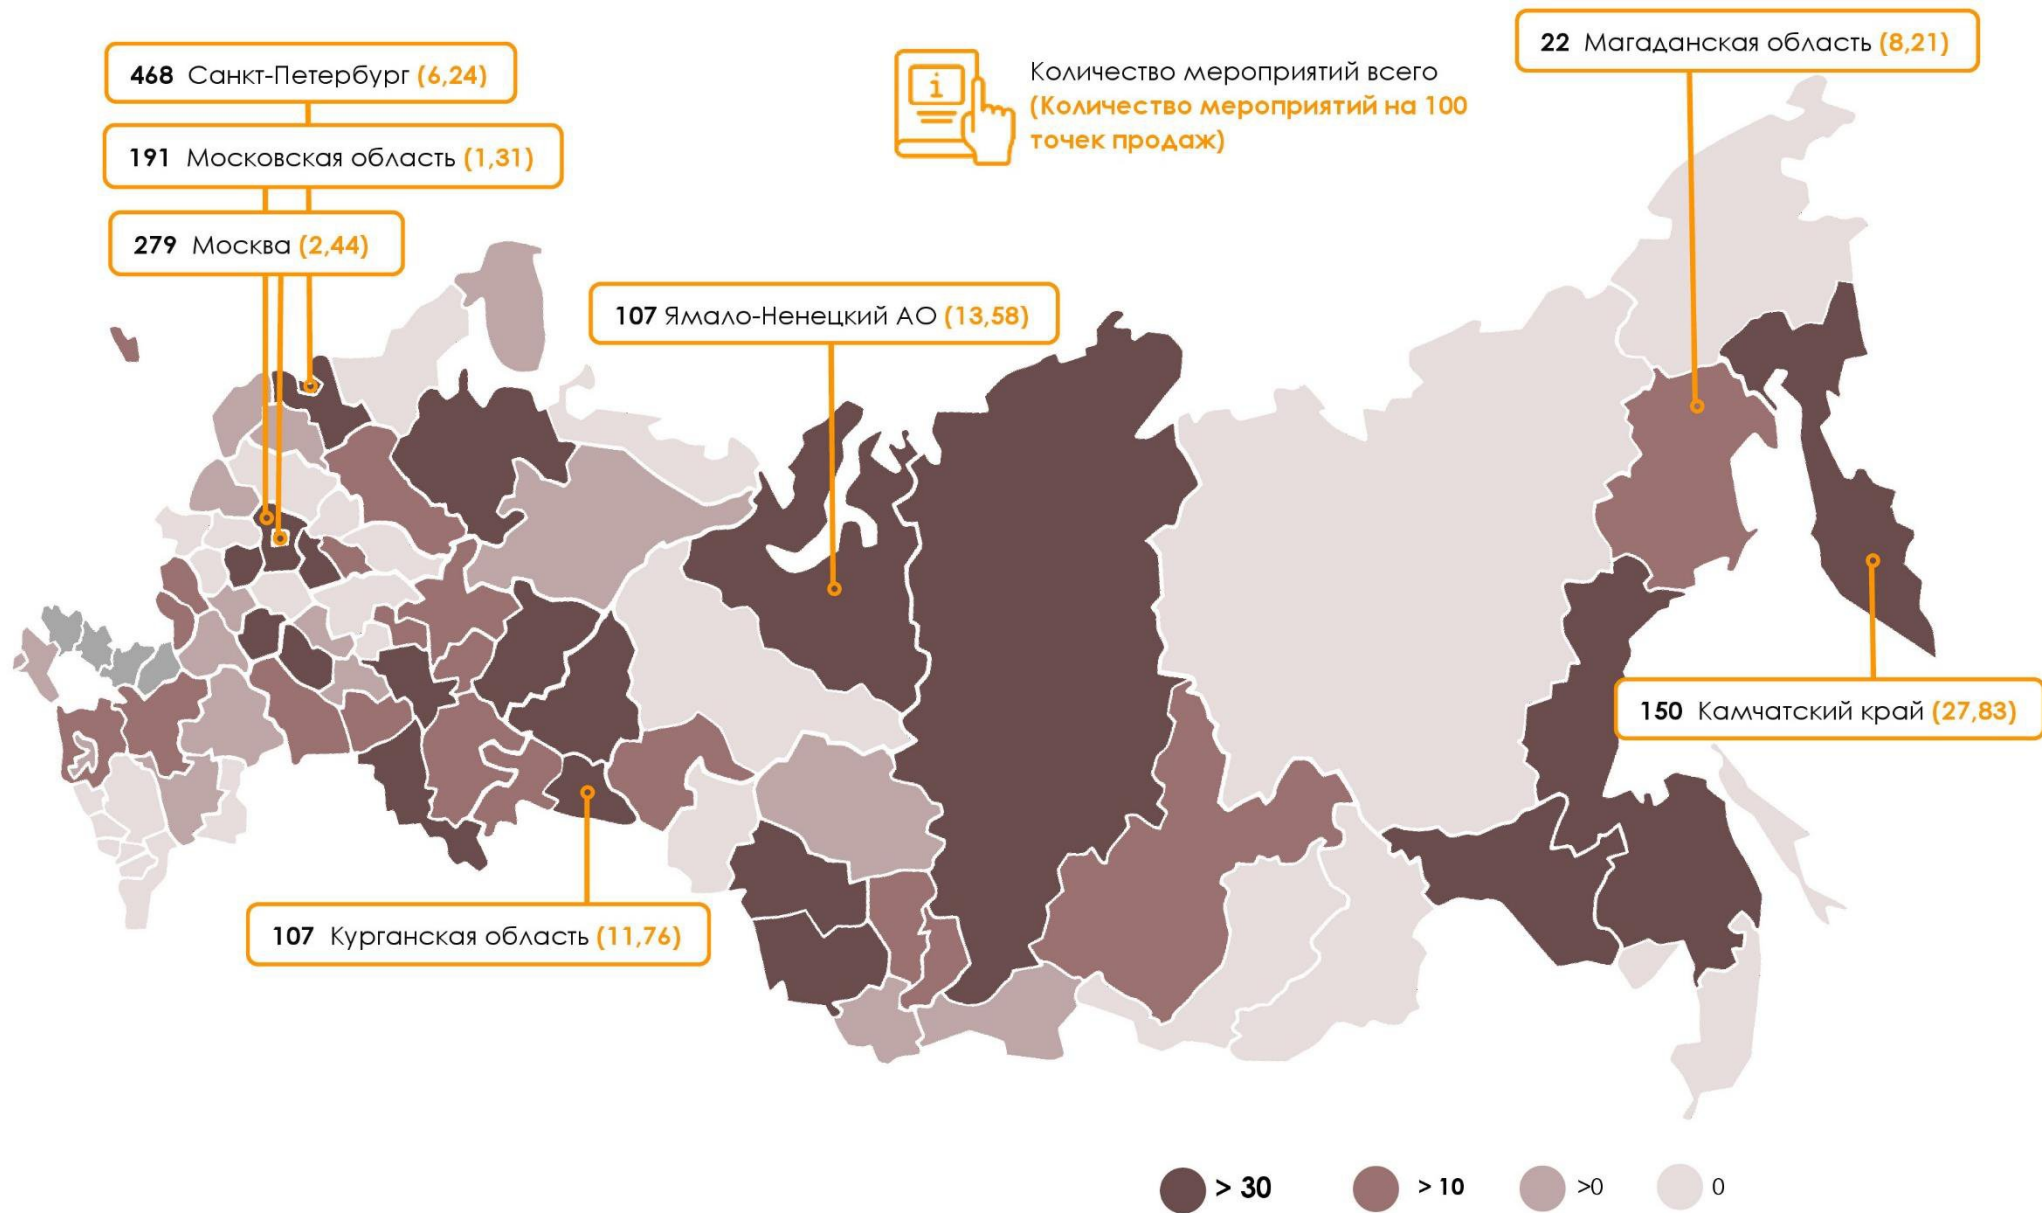 468 Санкт-Петербург (6,24)
191 Московская область (1,31)
279 Москва (2,44)
i
Количество мероприятий всего
(Количество мероприятий на 100
точек продаж)
22 Магаданская область (8,21)
107 Ямало-Ненецкий АО (13,58)
150 Камчатский край (27,83)
107 Курганская область (11,76)
> 30
> 10
>0
0